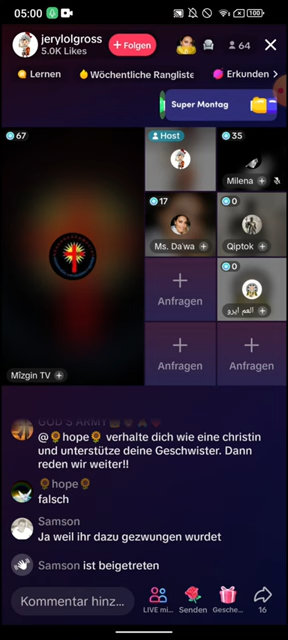 05:00
100
jerylolgross
5.0K Likes
+ Folgen
64
Lernen
Wöchentliche Rangliste
Erkunden
Super Montag
67
Host
35
Milena
17
Ms. Da'wa
0
Qiptok
Anfragen
0
العم ايرو
Mîzgin TV
Anfragen
Anfragen
GOD'S ARMY
@🌻hope🌻 verhalte dich wie eine christin
und unterstütze deine Geschwister. Dann
reden wir weiter!!
🌻hope🌻
falsch
Samson
Ja weil ihr dazu gezwungen wurdet
Samson ist beigetreten
Kommentar hinz...
LIVE mi...
Senden
Gesche...
16